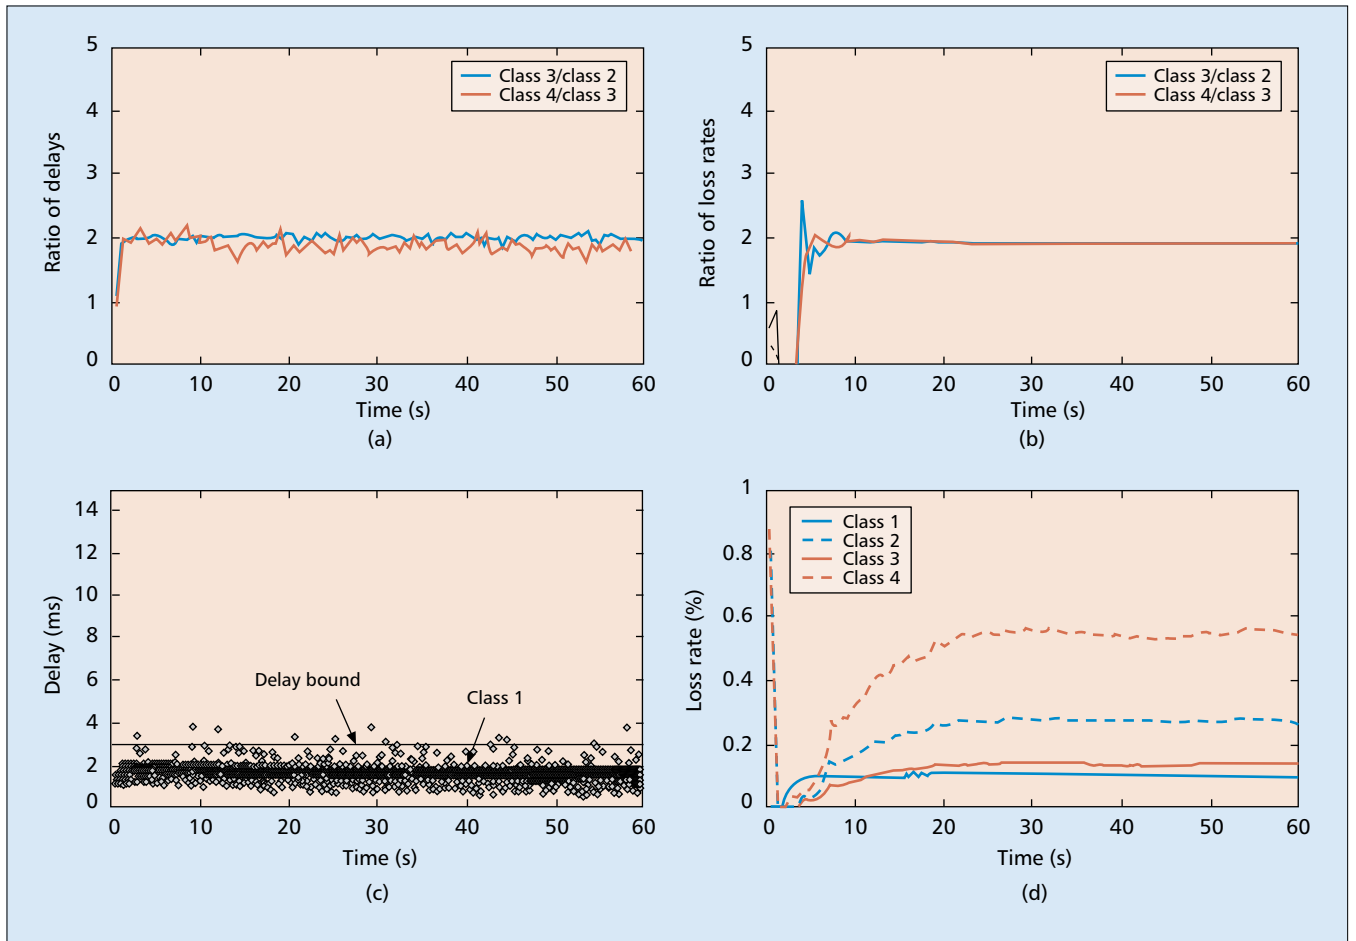 5
4
3
2
1
0
Ratio of delays
Class 3/class 2
Class 4/class 3
0 10 20 30 40 50 60
Time (s)
(a)
5
4
3
2
1
0
Ratio of loss rates
Class 3/class 2
Class 4/class 3
0 10 20 30 40 50 60
Time (s)
(b)
14
12
10
8
6
4
2
0
Delay (ms)
Delay bound
Class 1
0 10 20 30 40 50 60
Time (s)
(c)
1
0.8
0.6
0.4
0.2
0
Loss rate (%)
Class 1
Class 2
Class 3
Class 4
0 10 20 30 40 50 60
Time (s)
(d)